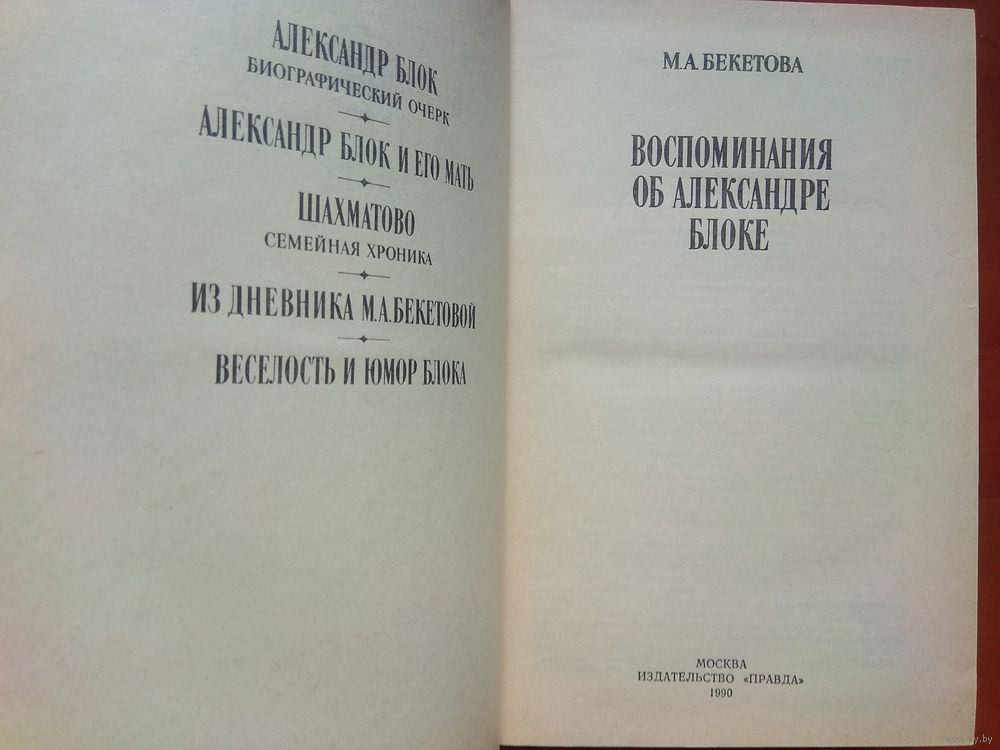 АЛЕКСАНДР БЛОК
БИОГРАФИЧЕСКИЙ ОЧЕРК
АЛЕКСАНДР БЛОК И ЕГО МАТЬ
ШАХМАТОВО
СЕМЕЙНАЯ ХРОНИКА
ИЗ ДНЕВНИКА М.А.БЕКЕТОВОЙ
ВЕСЕЛОСТЬ И ЮМОР БЛОКА
М.А.БЕКЕТОВА
ВОСПОМИНАНИЯ
ОБ АЛЕКСАНДРЕ
БЛОКЕ
МОСКВА
ИЗДАТЕЛЬСТВО «ПРАВДА»
1990